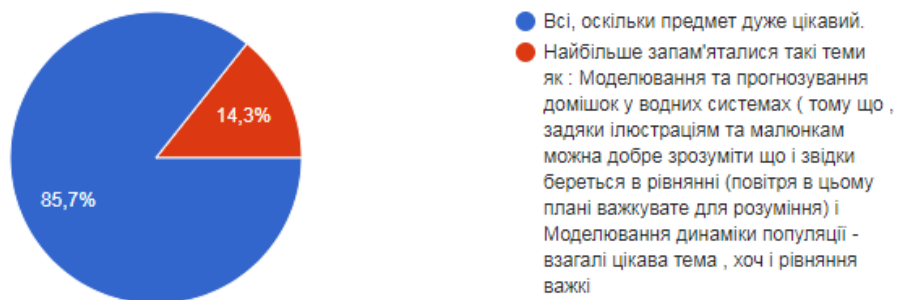 85,7%
14,3%
Всі, оскільки предмет дуже цікавий.
Найбільше запам'яталися такі теми
як : Моделювання та прогнозування
домішок у водних системах ( тому що ,
задяки ілюстраціям та малюнкам
можна добре зрозуміти що і звідки
береться в рівнянні (повітря в цьому
плані важкувате для розуміння) і
Моделювання динаміки популяції -
взагалі цікава тема , хоч і рівняння
важкі